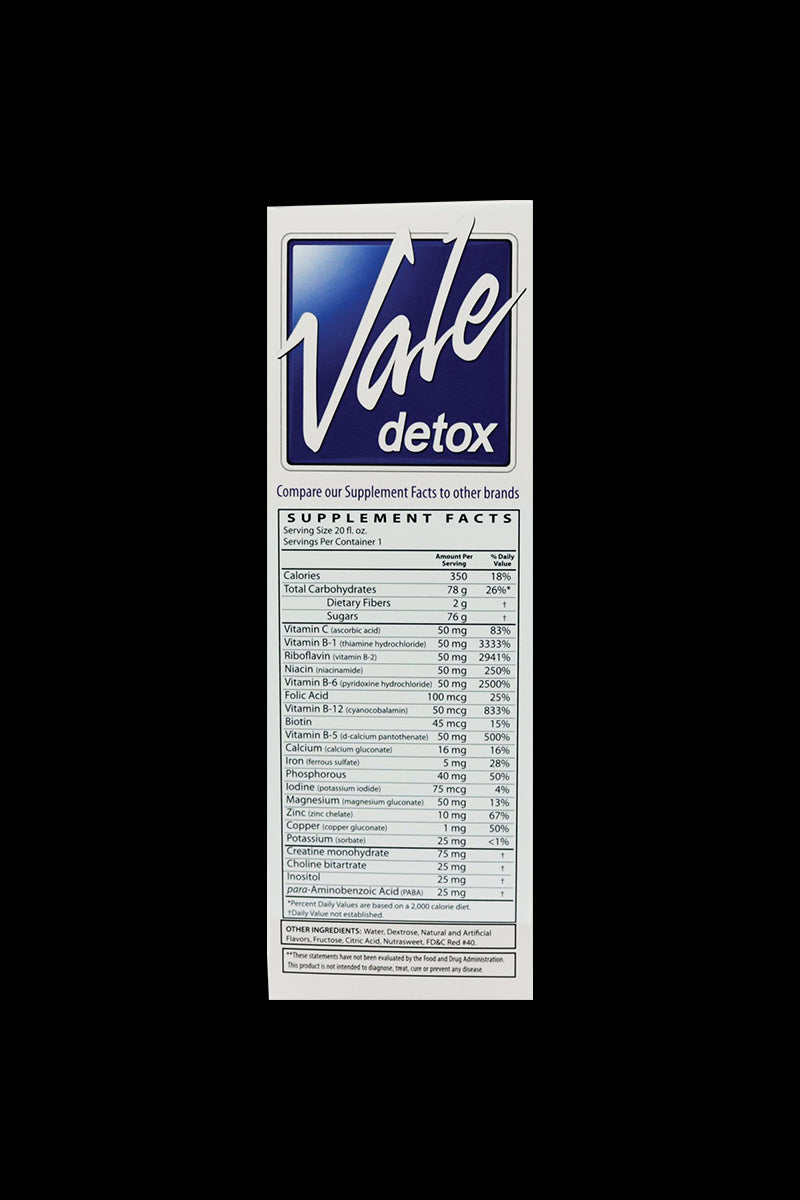 Vale
detox
Compare our Supplement Facts to other brands
SUPPLEMENT FACTS
Serving Size 20 fl. oz.
Servings Per Container 1
Amount Per Serving % Daily Value
Calories 350 18%
Total Carbohydrates 78 g 26%*
Dietary Fibers 2 g †
Sugars 76 g †
Vitamin C (ascorbic acid) 50 mg 83%
Vitamin B-1 (thiamine hydrochloride) 50 mg 3333%
Riboflavin (vitamin B-2) 50 mg 2941%
Niacin (niacinamide) 50 mg 250%
Vitamin B-6 (pyridoxine hydrochloride) 50 mg 2500%
Folic Acid 100 mcg 25%
Vitamin B-12 (cyanocobalamin) 50 mcg 833%
Biotin 45 mcg 15%
Vitamin B-5 (d-calcium pantothenate) 50 mg 500%
Calcium (calcium gluconate) 16 mg 16%
Iron (ferrous sulfate) 5 mg 28%
Phosphorous 40 mg 50%
Iodine (potassium iodide) 75 mcg 4%
Magnesium (magnesium gluconate) 50 mg 13%
Zinc (zinc chelate) 10 mg 67%
Copper (copper gluconate) 1 mg 50%
Potassium (sorbate) 25 mg <1%
Creatine monohydrate 75 mg †
Choline bitartrate 25 mg †
Inositol 25 mg †
para-Aminobenzoic Acid (PABA) 25 mg †
*Percent Daily Values are based on a 2,000 calorie diet.
†Daily Value not established.
OTHER INGREDIENTS: Water, Dextrose, Natural and Artificial
Flavors, Fructose, Citric Acid, Nutrasweet, FD&C Red #40.
**These statements have not been evaluated by the Food and Drug Administration.
This product is not intended to diagnose, treat, cure or prevent any disease.